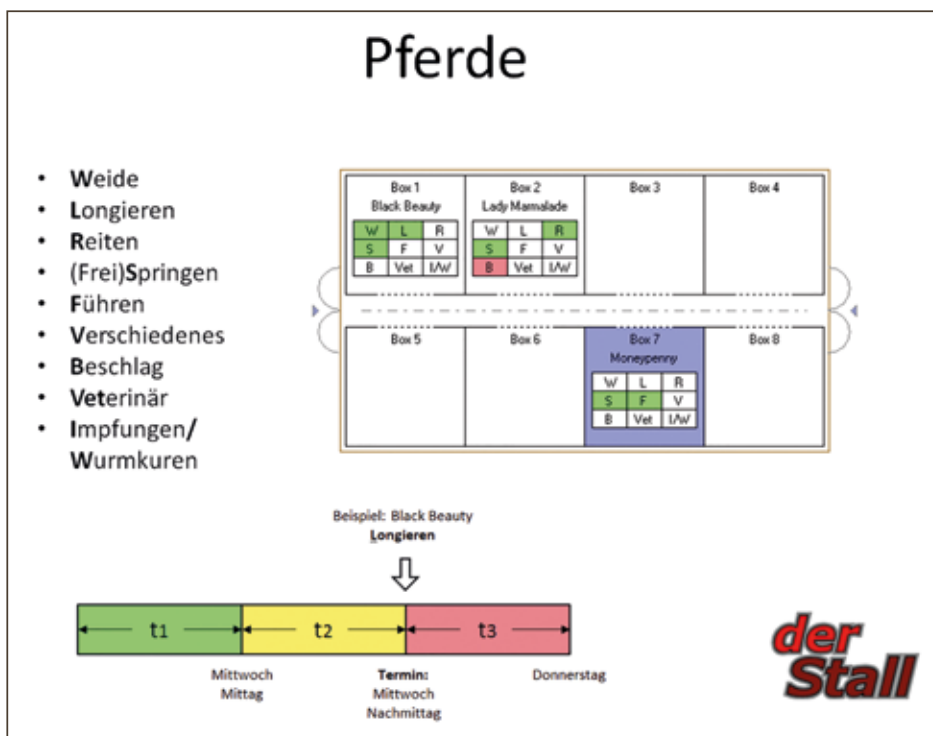 Pferde
• Weide
• Longieren
• Reiten
• (Frei)Springen
• Führen
• Verschiedenes
• Beschlag
• Veterinär
• Impfungen/
Wurmkuren
Box 1
Black Beauty
W L R
S F V
B Vet I/W
Box 2
Lady Marmalade
W L R
S F V
B Vet I/W
Box 3
Box 4
Box 5
Box 6
Box 7
Moneypenny
W L R
S F V
B Vet I/W
Box 8
Beispiel: Black Beauty
Longieren
t1 t2 t3
Mittwoch
Mittag
Termin:
Mittwoch
Nachmittag
Donnerstag
der
Stall